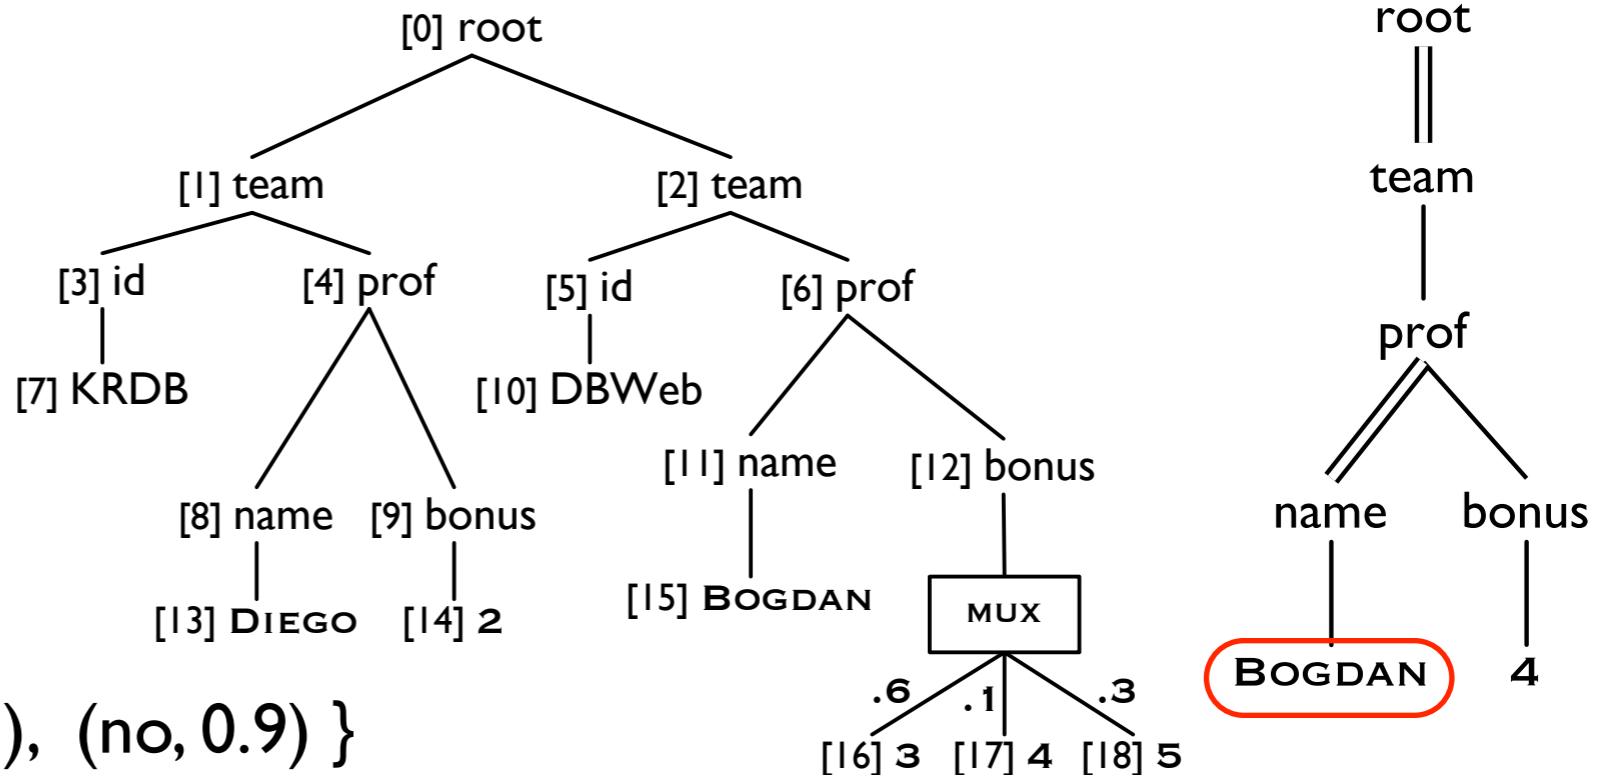 [0] root
root
[1] team
[2] team
team
[3] id
[4] prof
[5] id
[6] prof
prof
[7] KRDB
[10] DBWeb
[11] name
[12] bonus
[8] name
[9] bonus
name
bonus
[13] DIEGO
[14] 2
[15] BOGDAN
MUX
BOGDAN
4
.6
.1
.3
), (no, 0.9) }
[16] 3
[17] 4
[18] 5